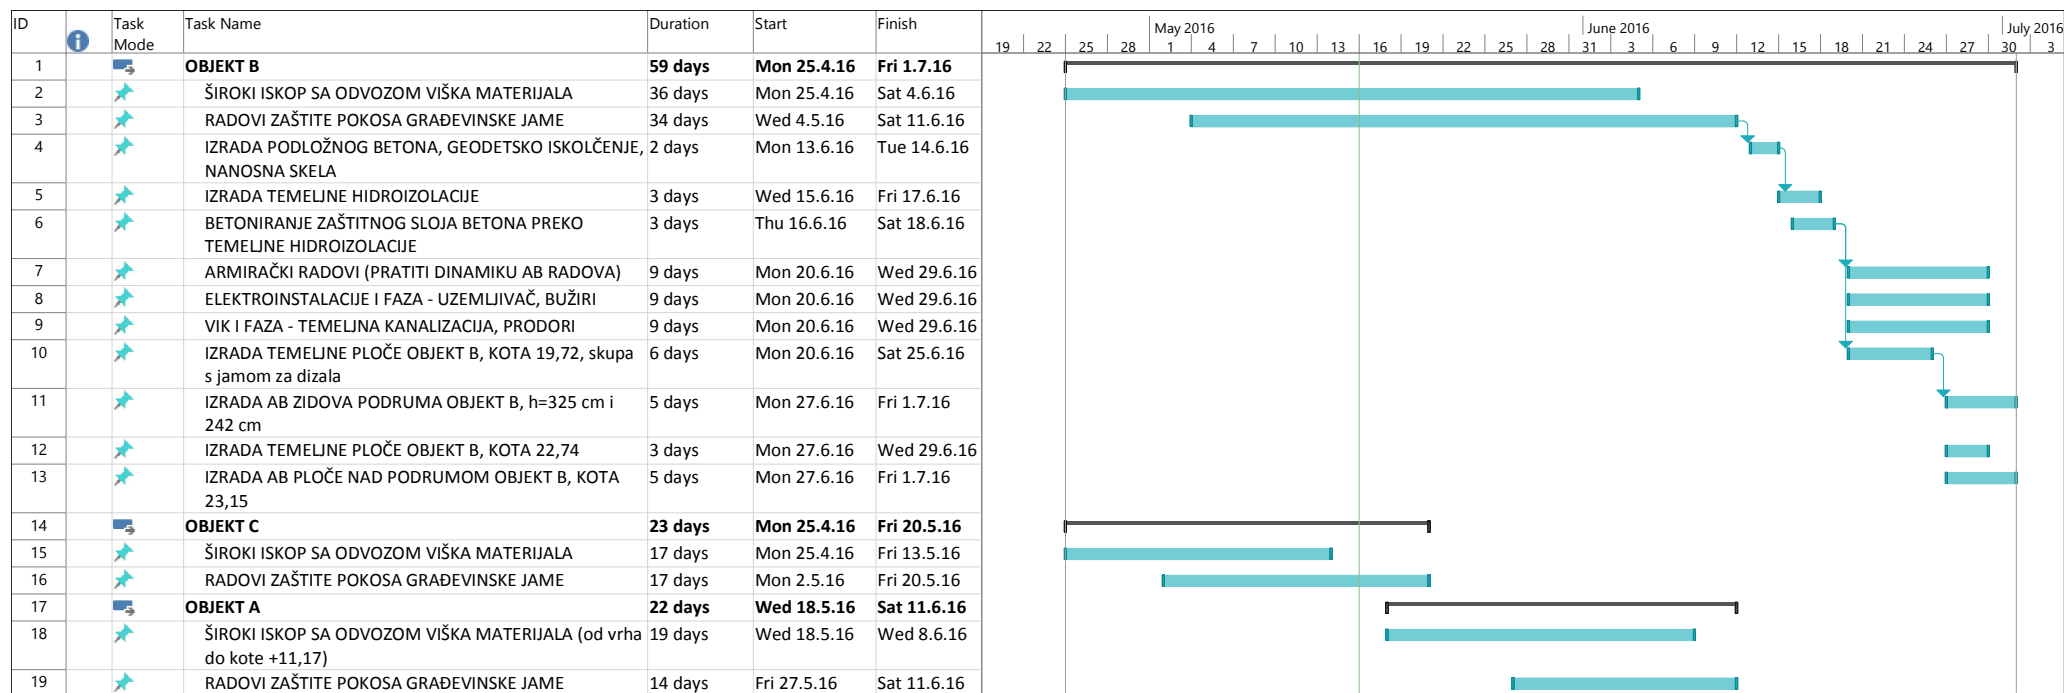 ID Task Mode Task Name Duration Start Finish
May 2016 June 2016 July 2016
19 22 25 28 1 4 7 10 13 16 19 22 25 28 31 3 6 9 12 15 18 21 24 27 30 3
1 OBJEKT B 59 days Mon 25.4.16 Fri 1.7.16
2 ŠIROKI ISKOP SA ODVOZOM VIŠKA MATERIJALA 36 days Mon 25.4.16 Sat 4.6.16
3 RADOVI ZAŠTITE POKOSA GRAĐEVINSKE JAME 34 days Wed 4.5.16 Sat 11.6.16
4 IZRADA PODLOŽNOG BETONA, GEODETSKO ISKOLČENJE, 2 days Mon 13.6.16 Tue 14.6.16
NANOSNA SKELA
5 IZRADA TEMELJNE HIDROIZOLACIJE 3 days Wed 15.6.16 Fri 17.6.16
6 BETONIRANJE ZAŠTITNOG SLOJA BETONA PREKO 3 days Thu 16.6.16 Sat 18.6.16
TEMELJNE HIDROIZOLACIJE
7 ARMIRAČKI RADOVI (PRATITI DINAMIKU AB RADOVA) 9 days Mon 20.6.16 Wed 29.6.16
8 ELEKTROINSTALACIJE I FAZA - UZEMLJIVAČ, BUŽIRI 9 days Mon 20.6.16 Wed 29.6.16
9 VIK I FAZA - TEMELJNA KANALIZACIJA, PRODORI 9 days Mon 20.6.16 Wed 29.6.16
10 IZRADA TEMELJNE PLOČE OBJEKT B, KOTA 19,72, skupa 6 days Mon 20.6.16 Sat 25.6.16
s jamom za dizala
11 IZRADA AB ZIDOVA PODRUMA OBJEKT B, h=325 cm i 5 days Mon 27.6.16 Fri 1.7.16
242 cm
12 IZRADA TEMELJNE PLOČE OBJEKT B, KOTA 22,74 3 days Mon 27.6.16 Wed 29.6.16
13 IZRADA AB PLOČE NAD PODRUMOM OBJEKT B, KOTA 5 days Mon 27.6.16 Fri 1.7.16
23,15
14 OBJEKT C 23 days Mon 25.4.16 Fri 20.5.16
15 ŠIROKI ISKOP SA ODVOZOM VIŠKA MATERIJALA 17 days Mon 25.4.16 Fri 13.5.16
16 RADOVI ZAŠTITE POKOSA GRAĐEVINSKE JAME 17 days Mon 2.5.16 Fri 20.5.16
17 OBJEKT A 22 days Wed 18.5.16 Sat 11.6.16
18 ŠIROKI ISKOP SA ODVOZOM VIŠKA MATERIJALA (od vrha 19 days Wed 18.5.16 Wed 8.6.16
do kote +11,17)
19 RADOVI ZAŠTITE POKOSA GRAĐEVINSKE JAME 14 days Fri 27.5.16 Sat 11.6.16